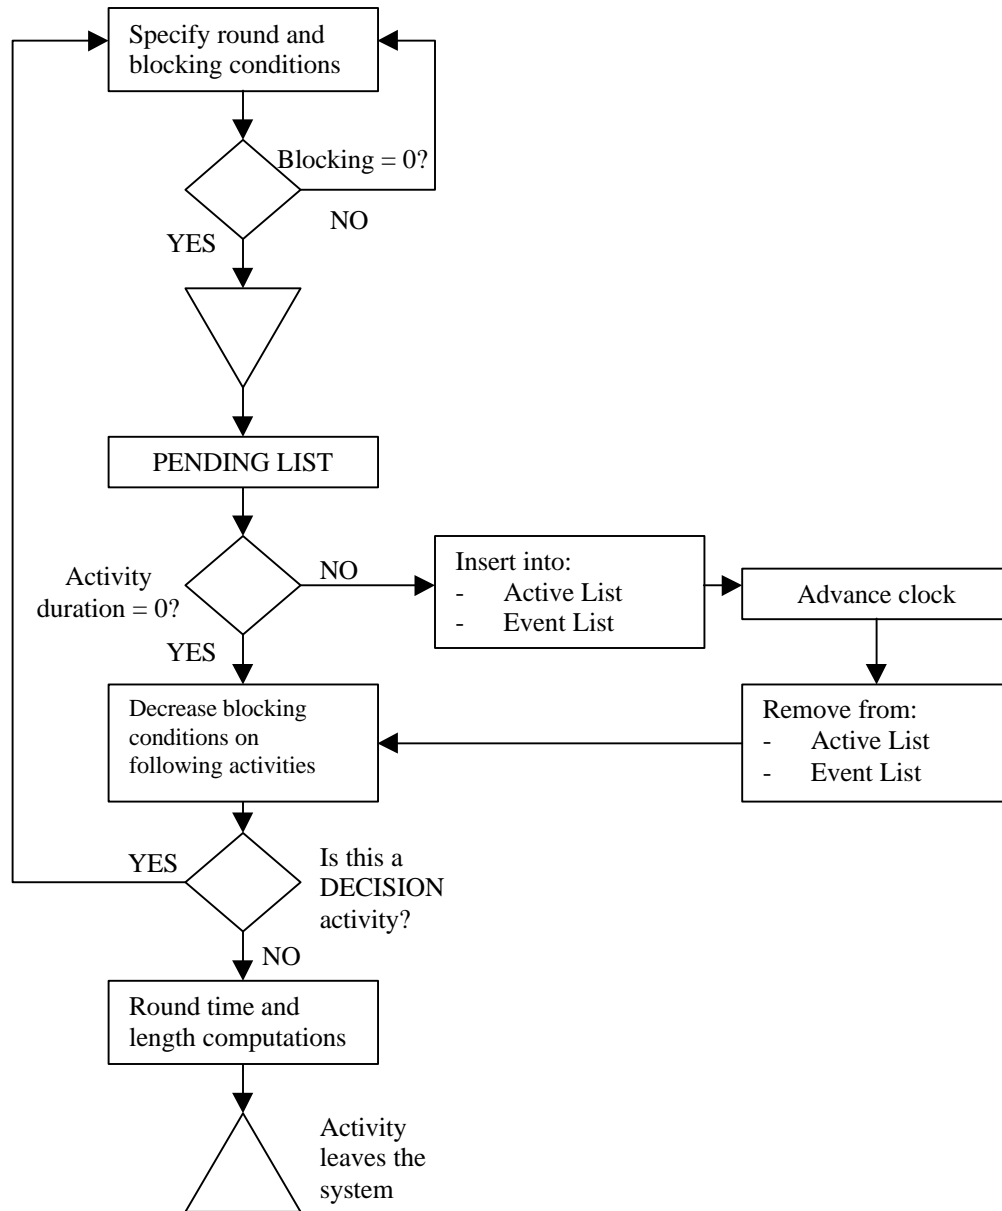 Specify round and
blocking conditions
Blocking = 0?
NO
YES
PENDING LIST
Activity
duration = 0?
NO
YES
Insert into:
- Active List
- Event List
Advance clock
Remove from:
- Active List
- Event List
Decrease blocking
conditions on
following activities
YES
Is this a
DECISION
activity?
NO
Round time and
length computations
Activity
leaves the
system